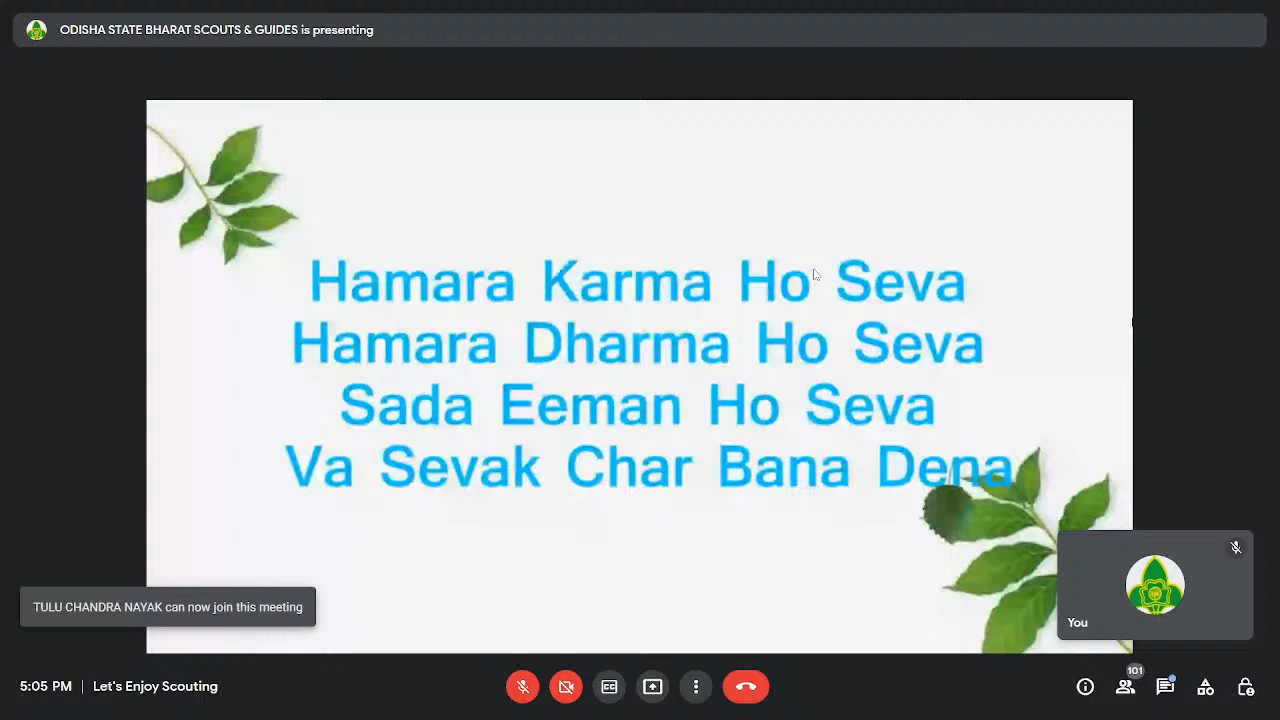 ODISHA STATE BHARAT SCOUTS & GUIDES is presenting
Hamara Karma Ho Seva
Hamara Dharma Ho Seva
Sada Eeman Ho Seva
Va Sevak Char Bana Dena
TULU CHANDRA NAYAK can now join this meeting
You
101
5:05 PM | Let's Enjoy Scouting
CC